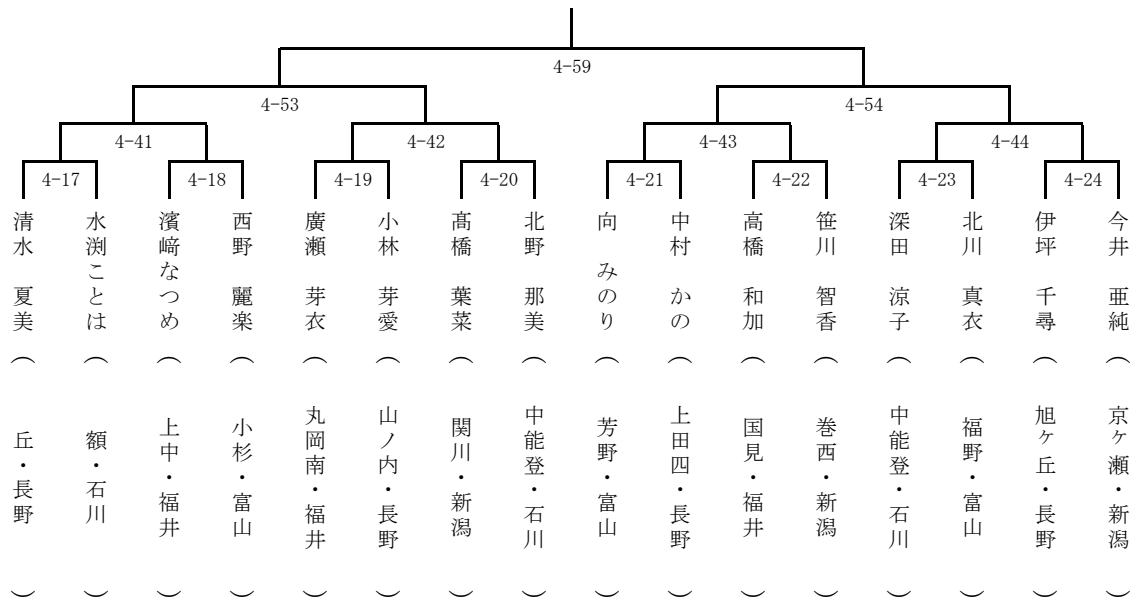 4-59
4-53
4-54
4-41
4-42
4-43
4-44
4-17
4-18
4-19
4-20
4-21
4-22
4-23
4-24
清水 夏美(丘・長野)
水渕ことは(額・石川)
濱﨑なつめ(上中・福井)
西野 麗楽(小杉・富山)
廣瀬 芽衣(丸岡南・福井)
小林 芽愛(山ノ内・長野)
髙橋 葉菜(関川・新潟)
北野 那美(中能登・石川)
向 みのり(芳野・富山)
中村 かの(上田四・長野)
高橋 和加(国見・福井)
笹川 智香(巻西・新潟)
深田 涼子(中能登・石川)
北川 真衣(福野・富山)
伊坪 千尋(旭ケ丘・長野)
今井 亜純(京ケ瀬・新潟)